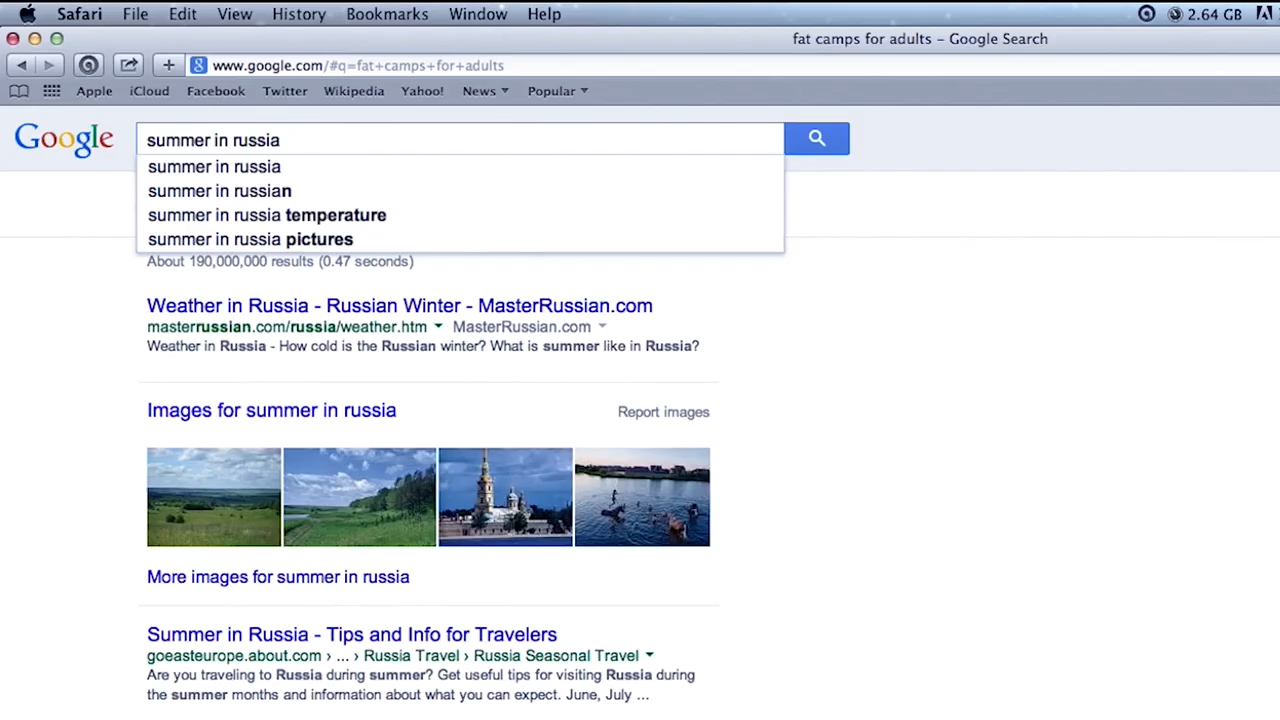 Safari File Edit View History Bookmarks Window Help 2.64 GB
fat camps for adults – Google Search
www.google.com/#q=fat+camps+for+adults
Apple iCloud Facebook Twitter Wikipedia Yahoo! News Popular
Google summer in russia
summer in russia
summer in russian
summer in russia temperature
summer in russia pictures
About 190,000,000 results (0.47 seconds)
Weather in Russia - Russian Winter - MasterRussian.com
masterrussian.com/russia/weather.htm MasterRussian.com
Weather in Russia - How cold is the Russian winter? What is summer like in Russia?
Images for summer in russia Report images
More images for summer in russia
Summer in Russia - Tips and Info for Travelers
goeasteurope.about.com › ... › Russia Travel › Russia Seasonal Travel
Are you traveling to Russia during summer? Get useful tips for visiting Russia during
the summer months and information about what you can expect. June, July ...